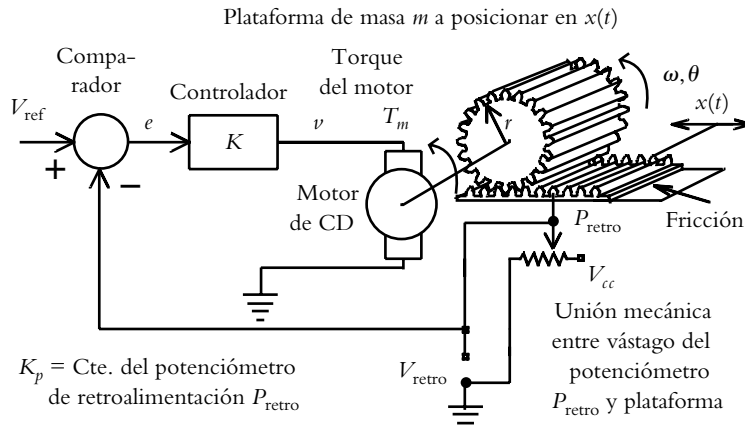 Plataforma de masa m a posicionar en x(t)
Compa-
rador
Torque
del motor
Controlador
ω, θ
x(t)
V_ref
e
K
v
T_m
r
+
−
Motor
de CD
P_retro
Fricción
V_cc
Unión mecánica
entre vástago del
potenciómetro
P_retro y plataforma
V_retro
K_p = Cte. del potenciómetro
de retroalimentación P_retro